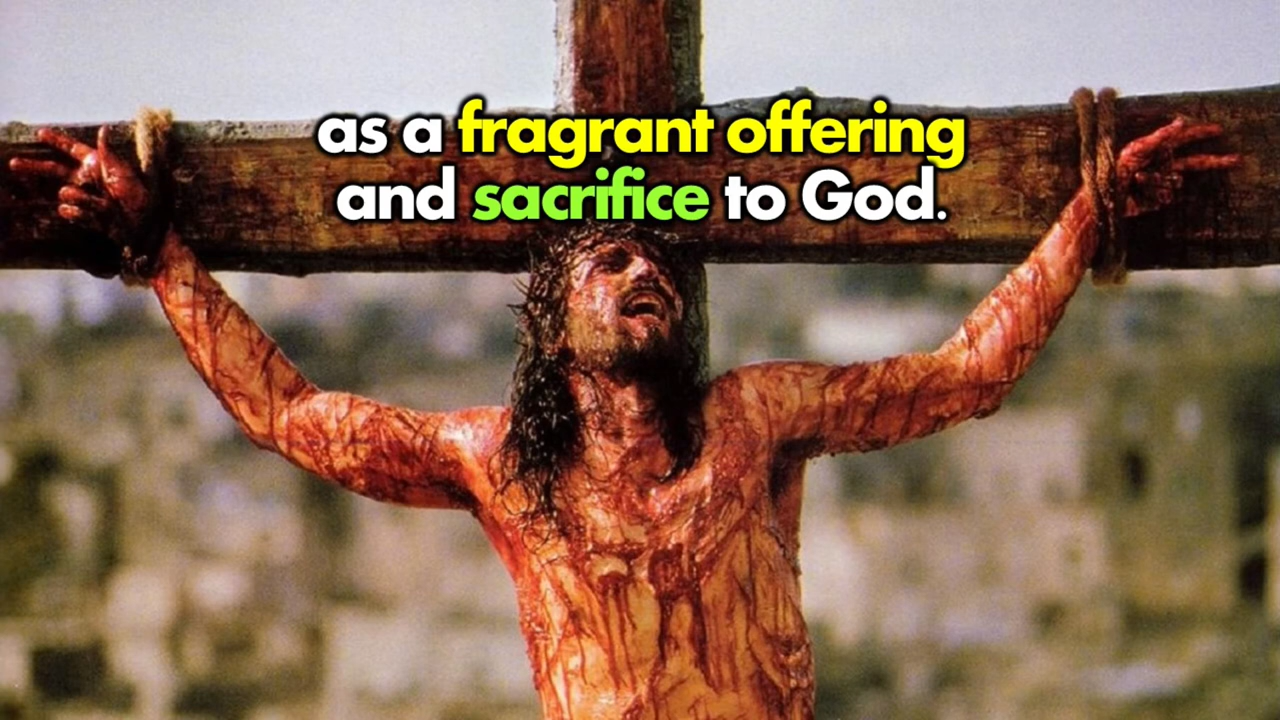 as a fragrant offering
and sacrifice to God.